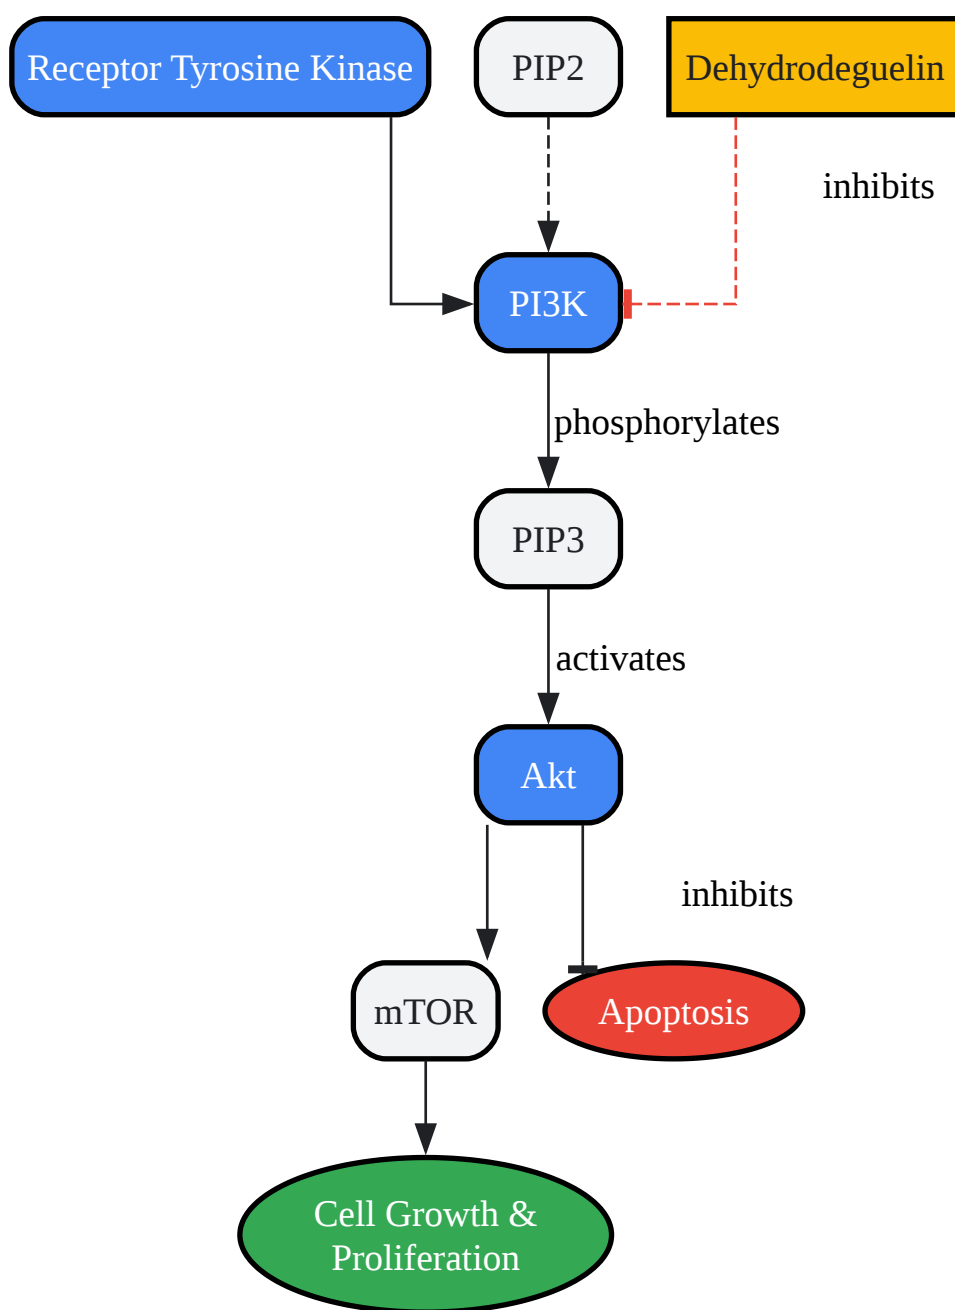 Receptor Tyrosine Kinase
PIP2
Dehydrodeguelin
inhibits
PI3K
phosphorylates
PIP3
activates
Akt
inhibits
mTOR
Apoptosis
Cell Growth &
Proliferation